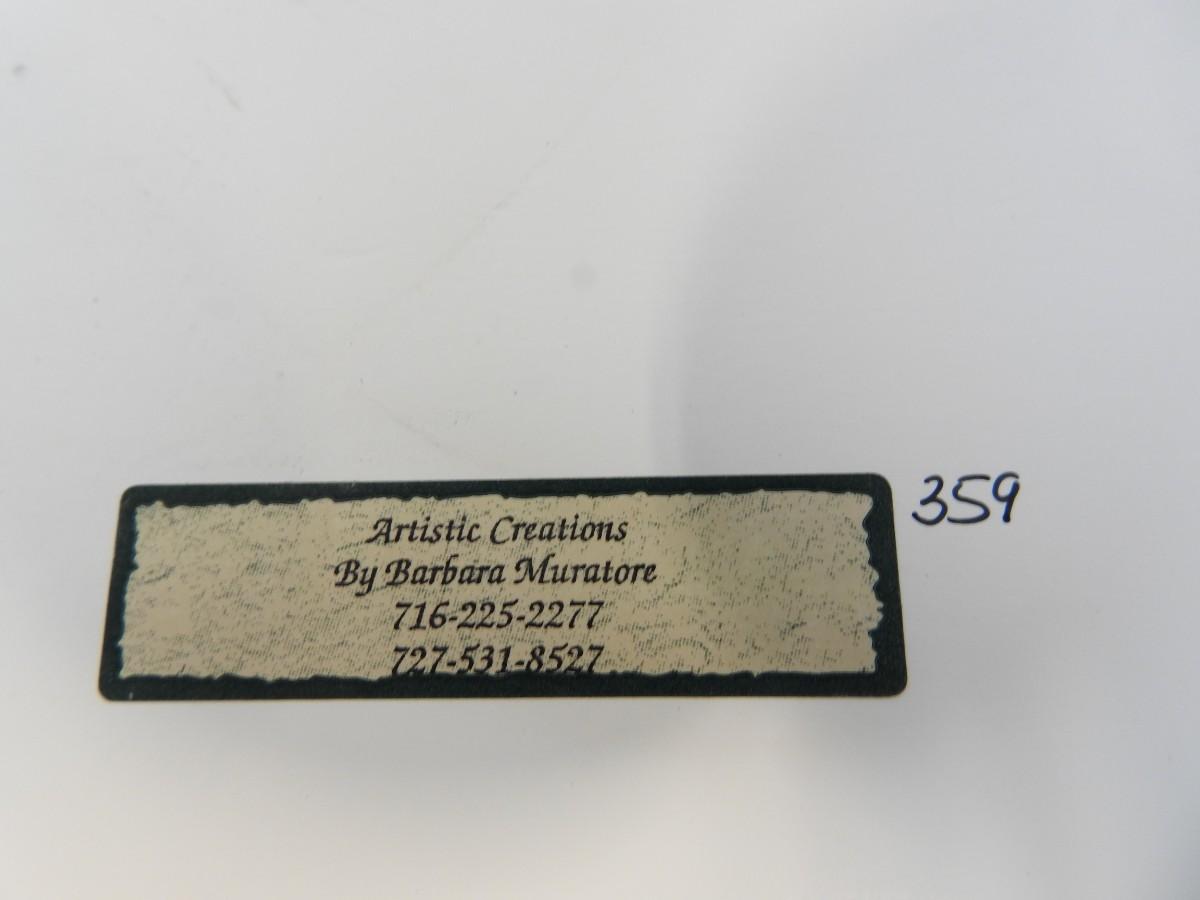 359
Artistic Creations
By Barbara Muratore
716-225-2277
727-531-8527